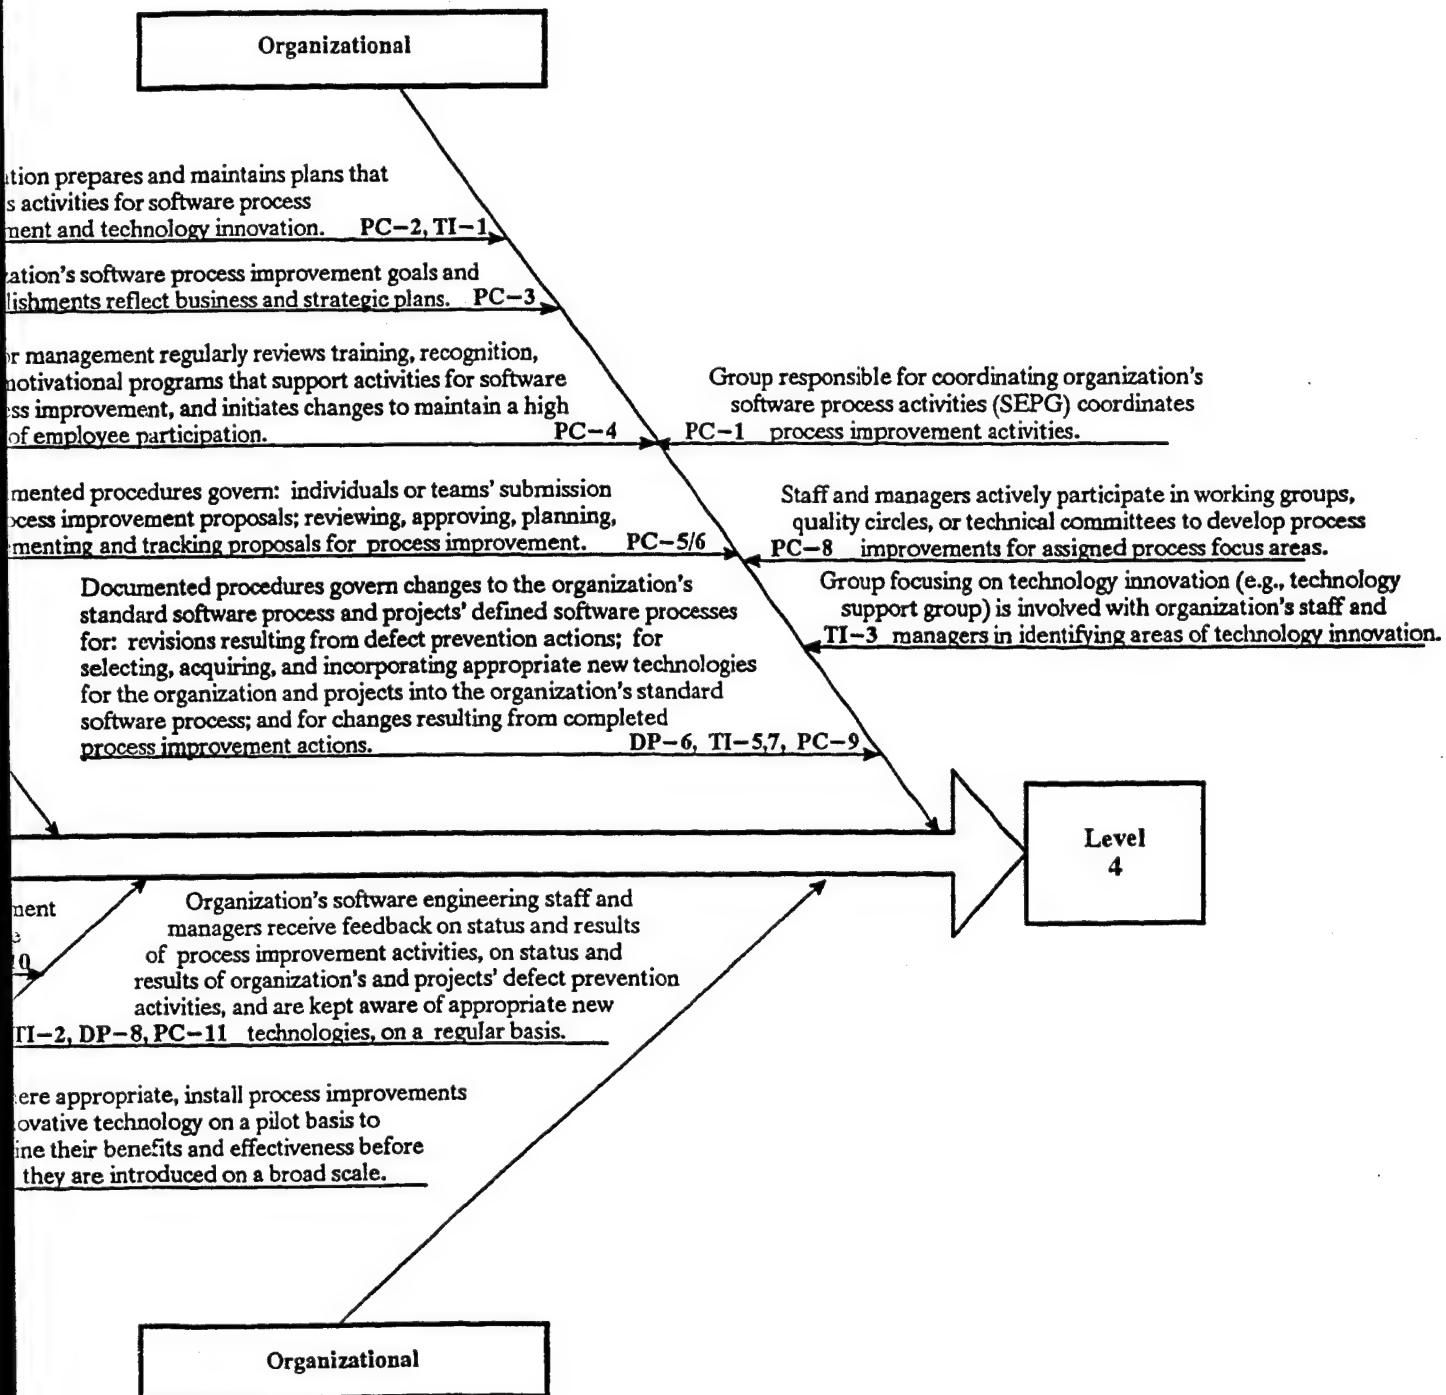 Organizational
tion prepares and maintains plans that
s activities for software process
ment and technology innovation. PC-2, TI-1
ation's software process improvement goals and
lishments reflect business and strategic plans. PC-3
r management regularly reviews training, recognition,
otivational programs that support activities for software
ss improvement, and initiates changes to maintain a high
of employee participation. PC-4
Group responsible for coordinating organization's
software process activities (SEPG) coordinates
PC-1 process improvement activities.
mented procedures govern: individuals or teams' submission
cess improvement proposals; reviewing, approving, planning,
menting and tracking proposals for process improvement. PC-5/6
Staff and managers actively participate in working groups,
quality circles, or technical committees to develop process
PC-8 improvements for assigned process focus areas.
Documented procedures govern changes to the organization's
standard software process and projects' defined software processes
for: revisions resulting from defect prevention actions; for
selecting, acquiring, and incorporating appropriate new technologies
for the organization and projects into the organization's standard
software process; and for changes resulting from completed
process improvement actions. DP-6, TI-5,7, PC-9
Group focusing on technology innovation (e.g., technology
support group) is involved with organization's staff and
TI-3 managers in identifying areas of technology innovation.
Level
4
ment
e
0
Organization's software engineering staff and
managers receive feedback on status and results
of process improvement activities, on status and
results of organization's and projects' defect prevention
activities, and are kept aware of appropriate new
TI-2, DP-8, PC-11 technologies, on a regular basis.
ere appropriate, install process improvements
ovative technology on a pilot basis to
ine their benefits and effectiveness before
they are introduced on a broad scale.
Organizational